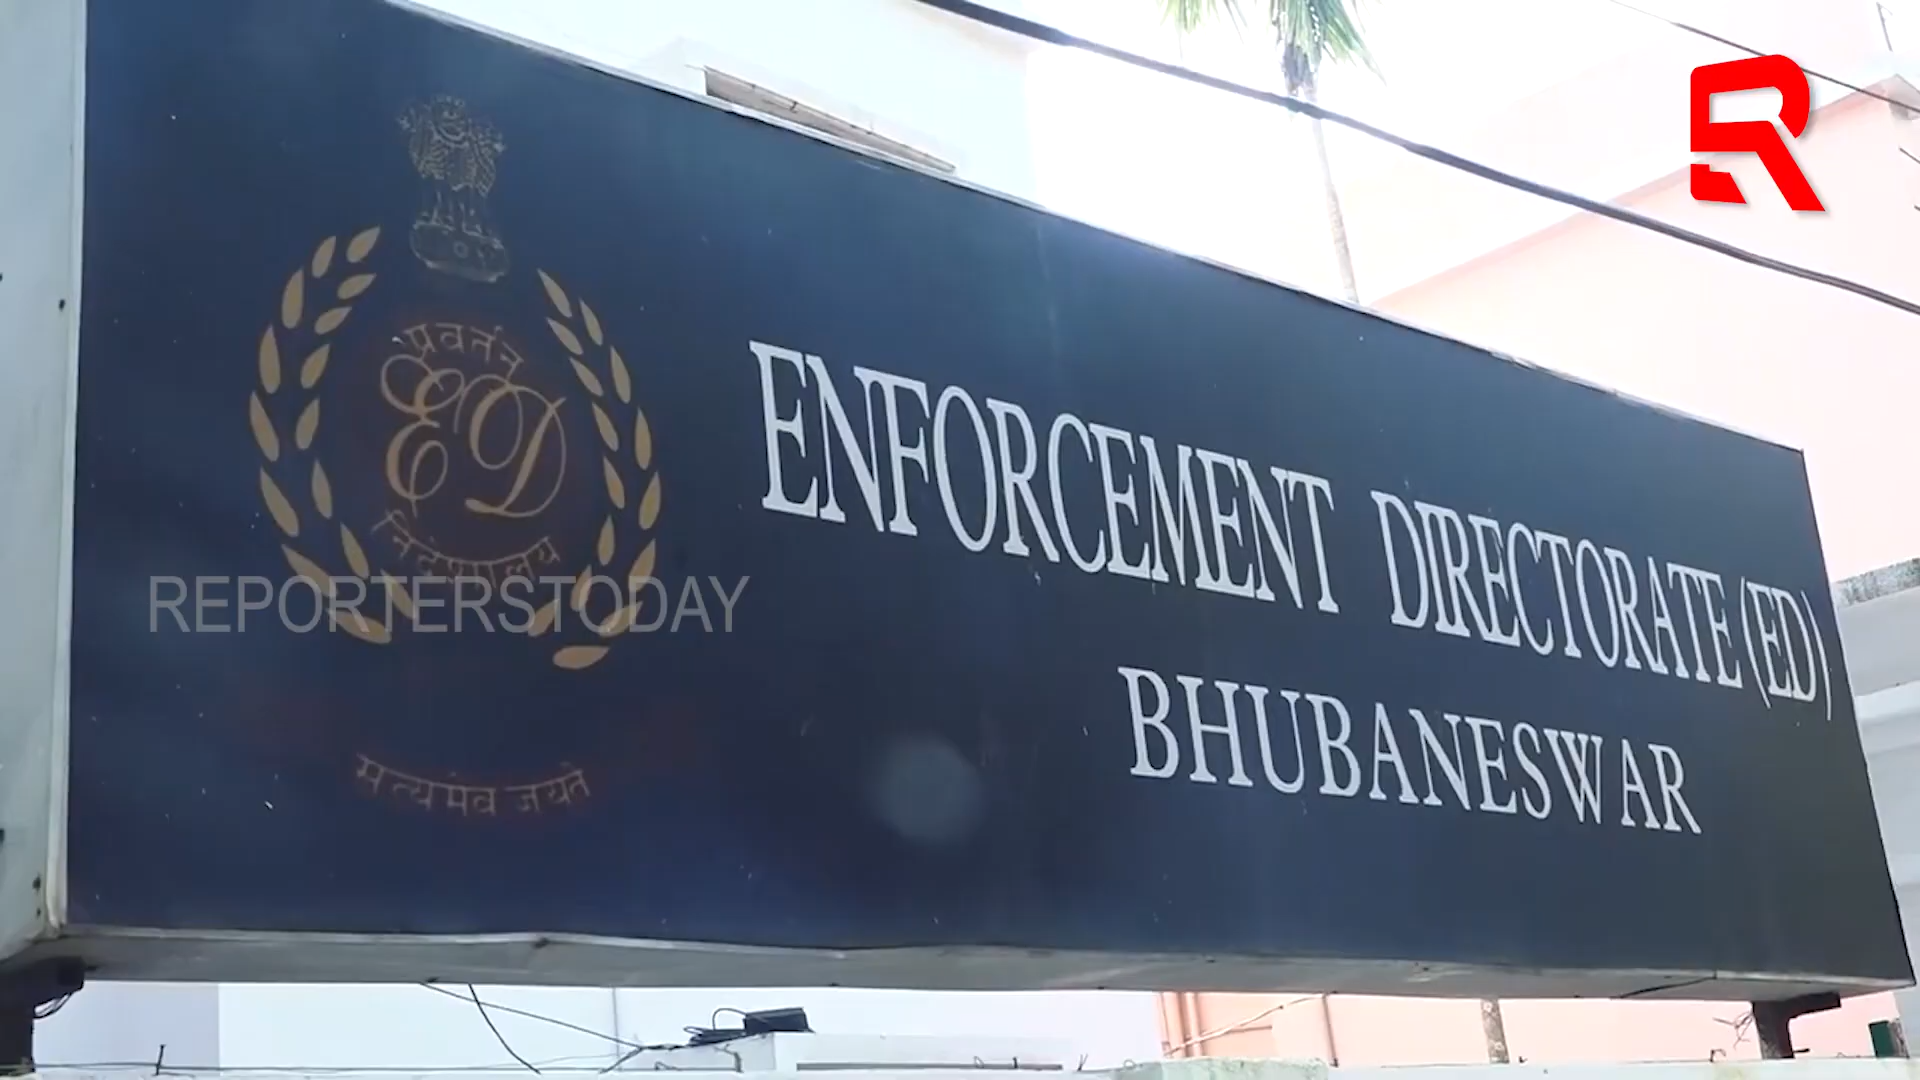 प्रवर्तन
ED
निदेशालय
सत्यमेव जयते
ENFORCEMENT DIRECTORATE (ED)
BHUBANESWAR
REPORTERSTODAY
R